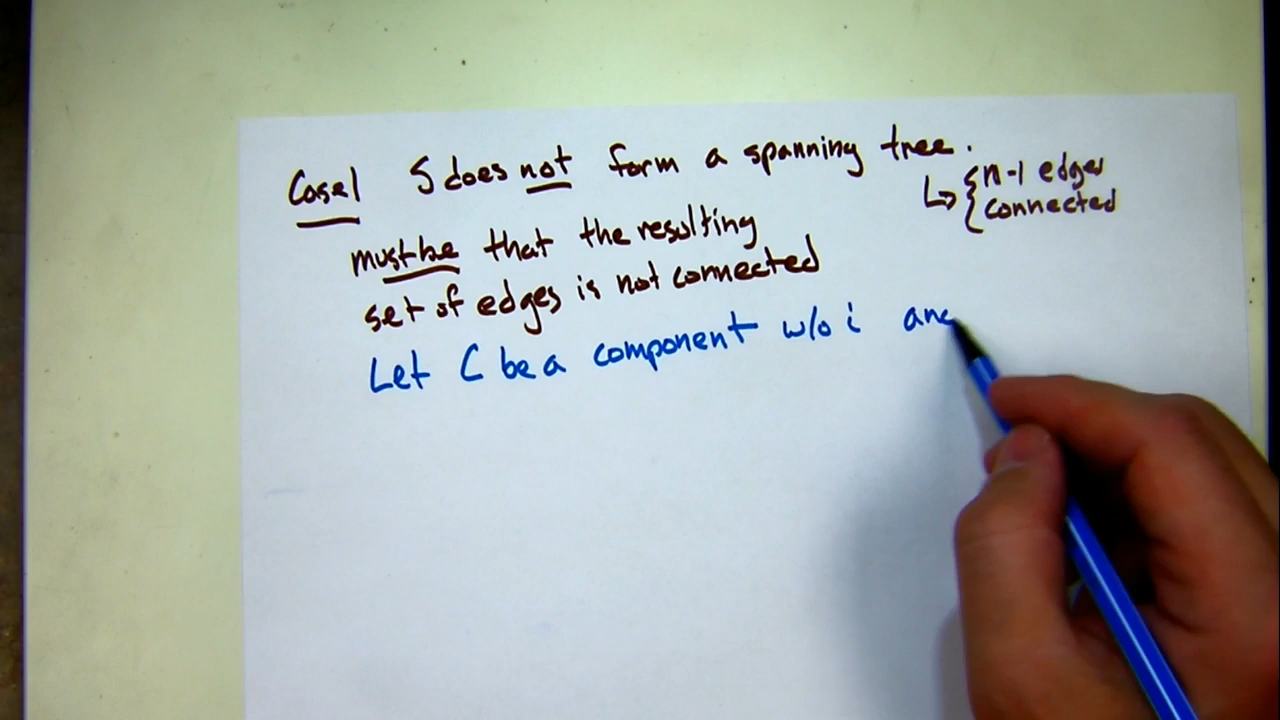 Case1 S does not form a spanning tree.
↳ { n-1 edges
connected
must be that the resulting
set of edges is not connected
Let C be a component w/o i and